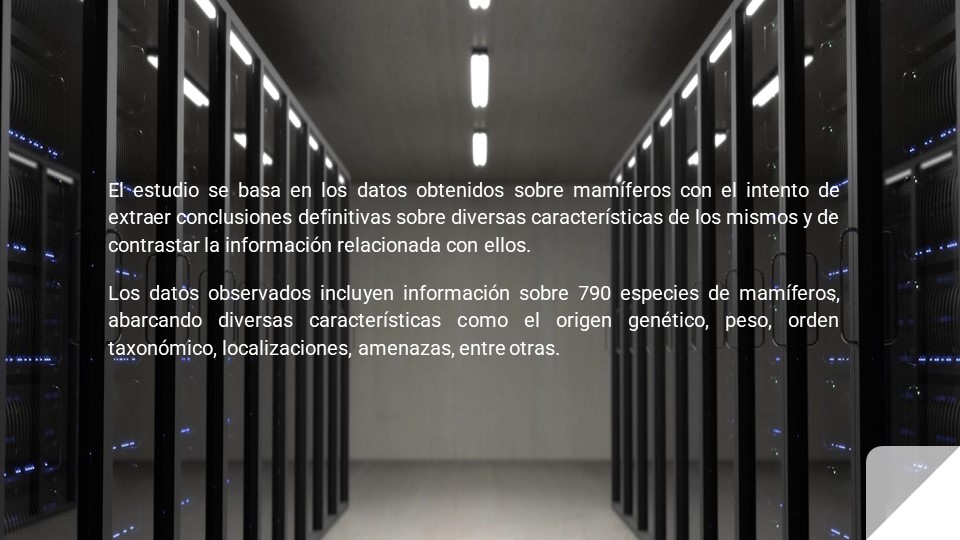 El estudio se basa en los datos obtenidos sobre mamíferos con el intento de
extraer conclusiones definitivas sobre diversas características de los mismos y de
contrastar la información relacionada con ellos.
Los datos observados incluyen información sobre 790 especies de mamíferos,
abarcando diversas características como el origen genético, peso, orden
taxonómico, localizaciones, amenazas, entre otras.